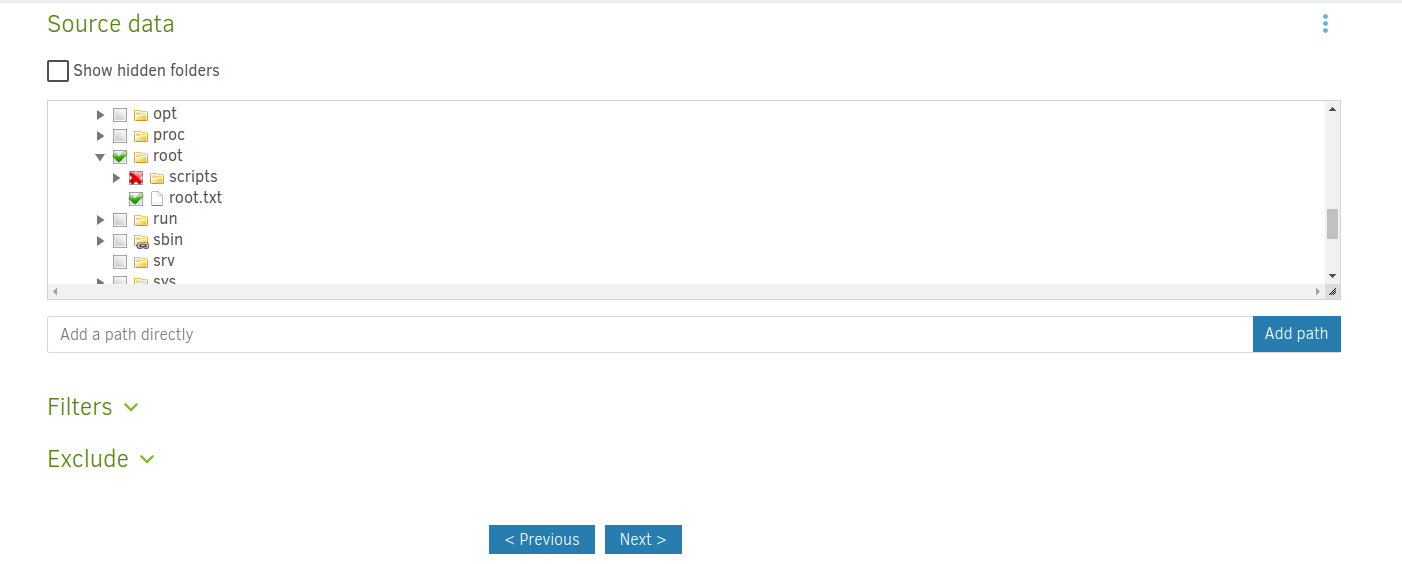 Source data
Show hidden folders
opt
proc
root
scripts
root.txt
run
sbin
srv
sys
Add a path directly
Add path
Filters
Exclude
< Previous
Next >